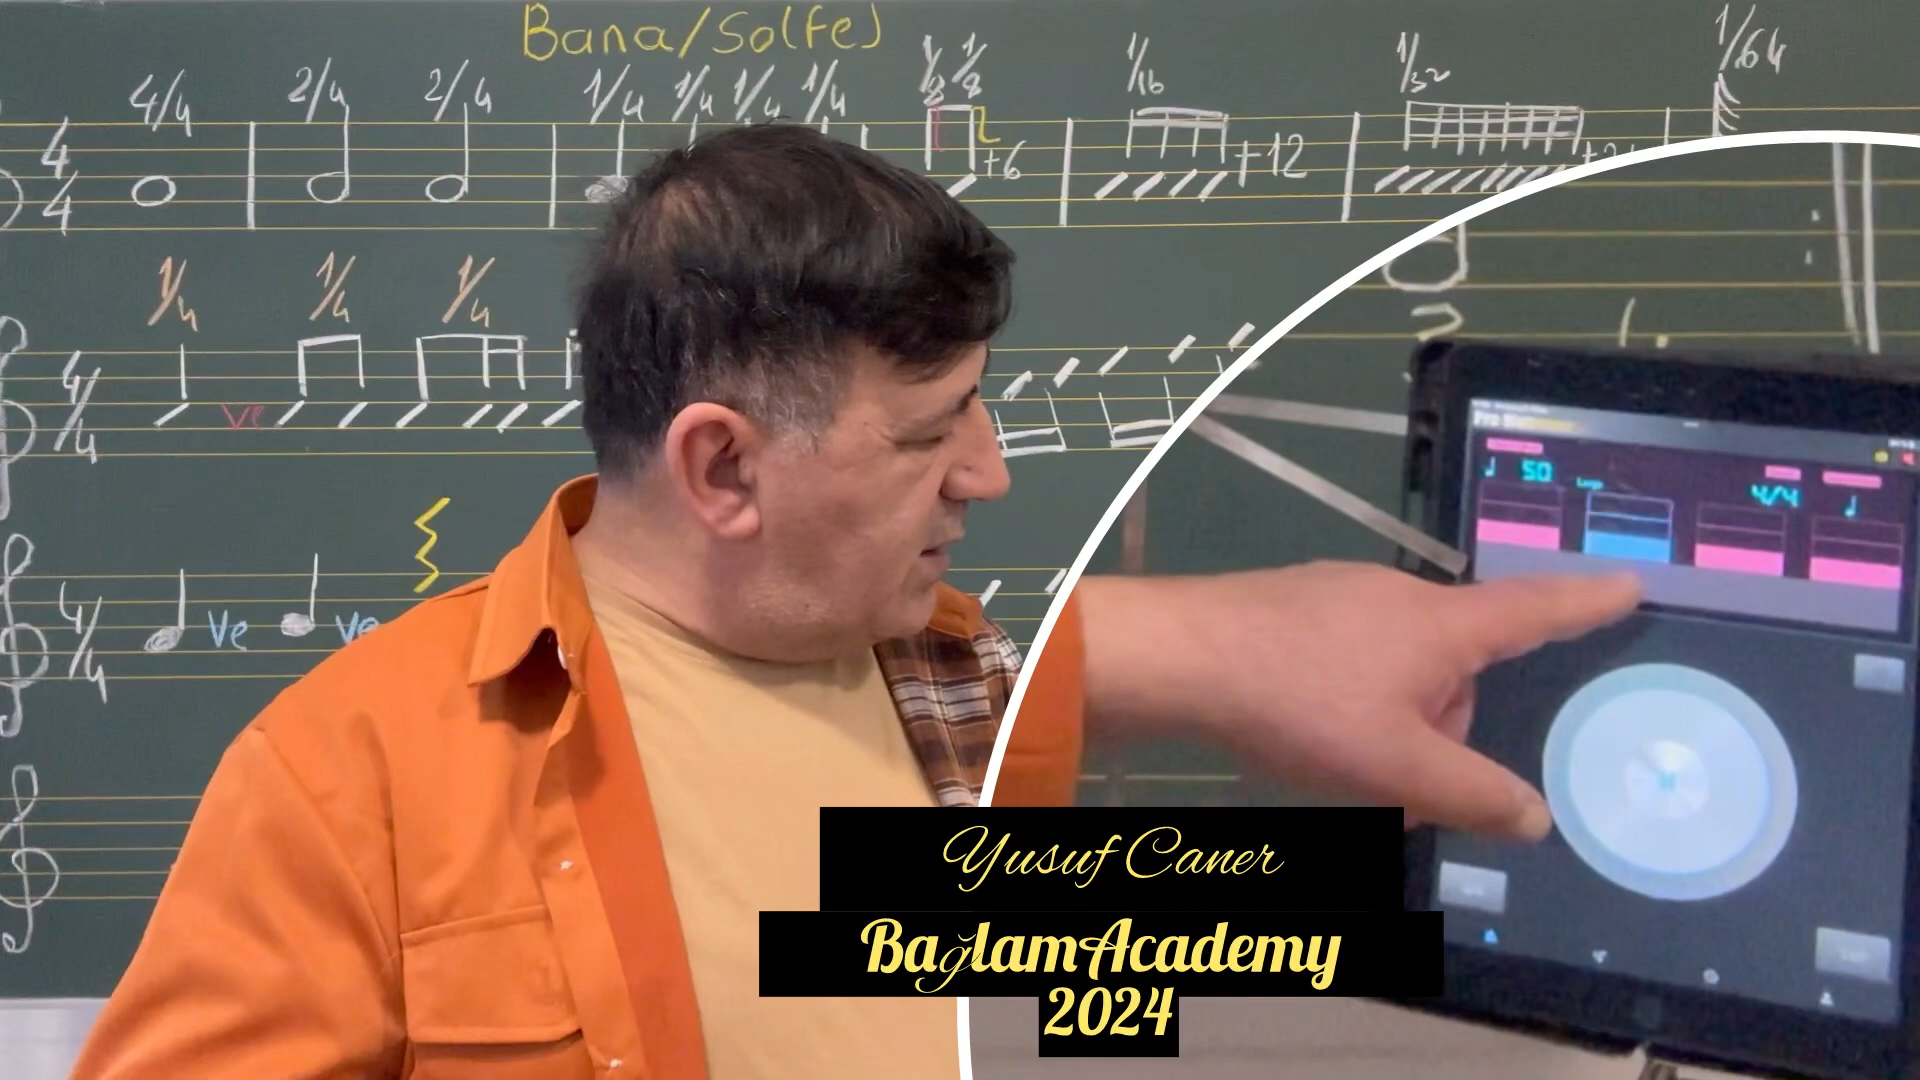 Bana/Solfej
4/4 2/4 2/4 1/4 1/4 1/4 1/4 1/8 1/8 1/16 1/32 1/64
4/4 +6 +12
1/4 1/4 1/4
4/4 ve
4/4 ve ve
50 4/4
Yusuf Caner
BağlamAcademy
2024